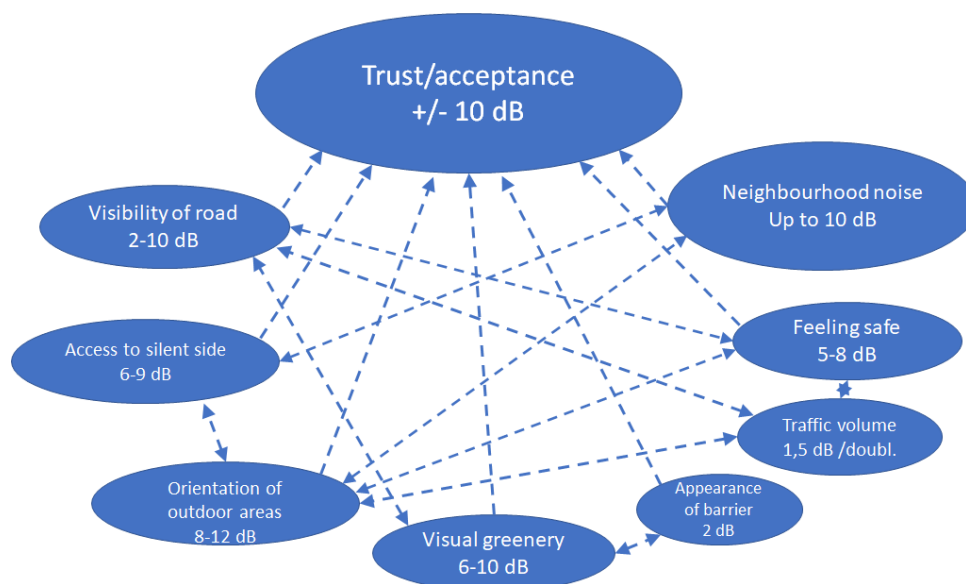 Trust/acceptance
+/- 10 dB
Neighbourhood noise
Up to 10 dB
Visibility of road
2-10 dB
Feeling safe
5-8 dB
Access to silent side
6-9 dB
Traffic volume
1,5 dB /doubl.
Orientation of
outdoor areas
8-12 dB
Appearance
of barrier
2 dB
Visual greenery
6-10 dB